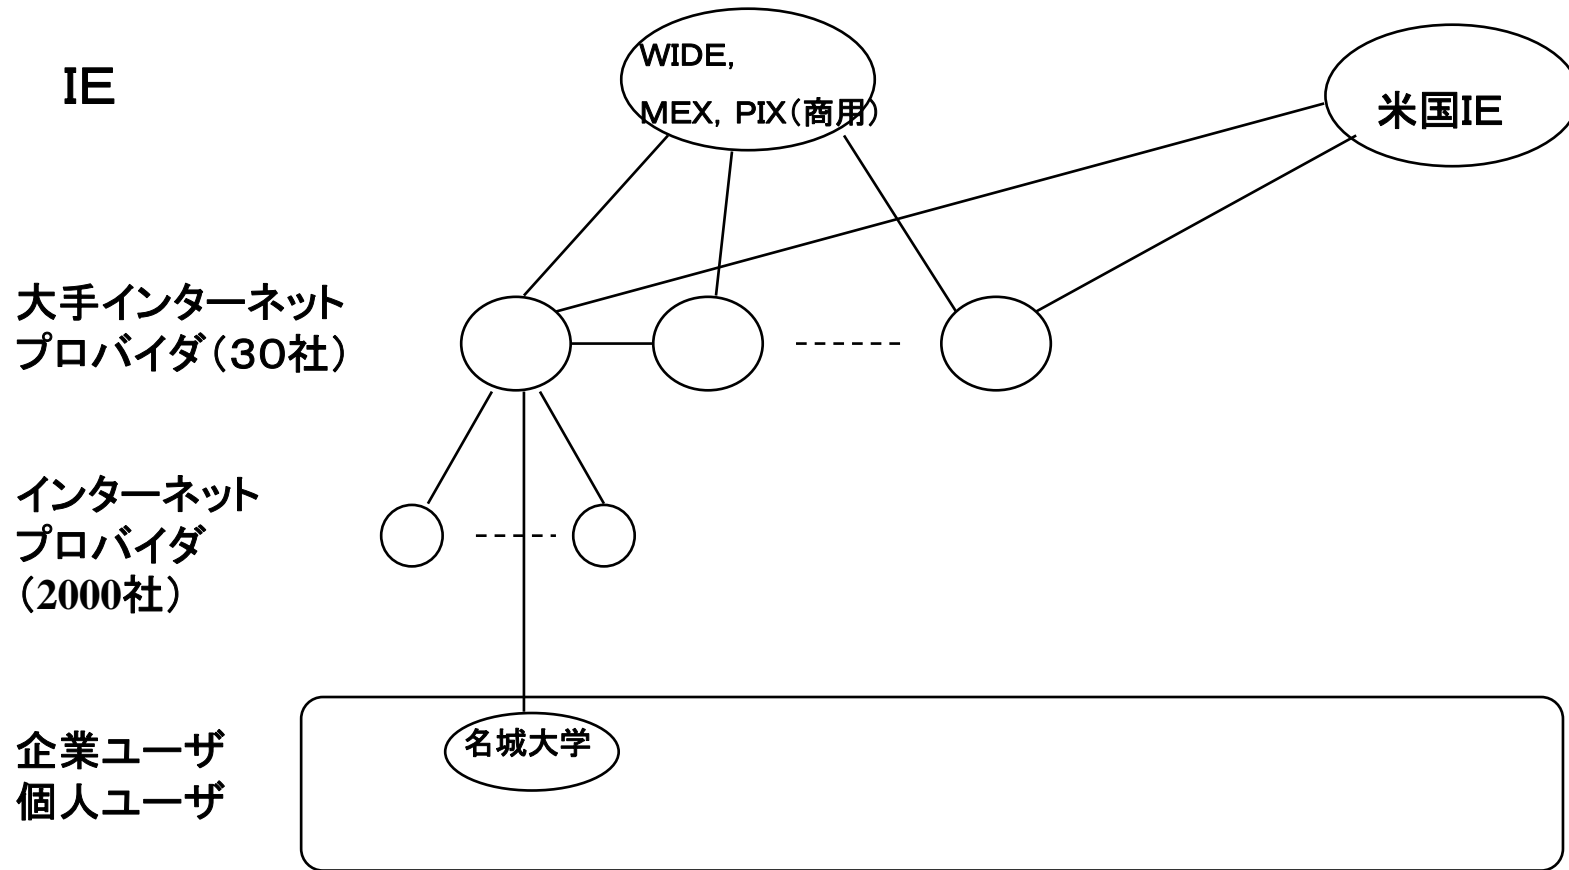 IE
WIDE,
MEX, PIX(商用)
米国IE
大手インターネット
プロバイダ(30社)
インターネット
プロバイダ
(2000社)
企業ユーザ
個人ユーザ
名城大学